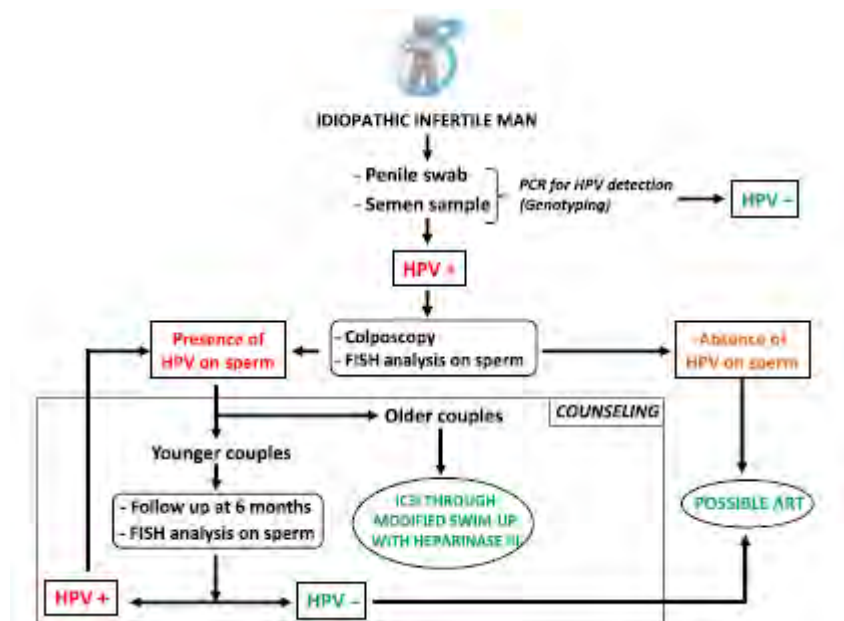 IDIOPATHIC INFERTILE MAN
- Penile swab
- Semen sample
PCR for HPV detection
(Genotyping)
HPV –
HPV +
Presence of
HPV on sperm
- Colposcopy
- FISH analysis on sperm
Absence of
HPV on sperm
COUNSELING
Older couples
Younger couples
- Follow up at 6 months
- FISH analysis on sperm
ICSI THROUGH
MODIFIED SWIM-UP
WITH HEPARINASE III
POSSIBLE ART
HPV +
HPV –